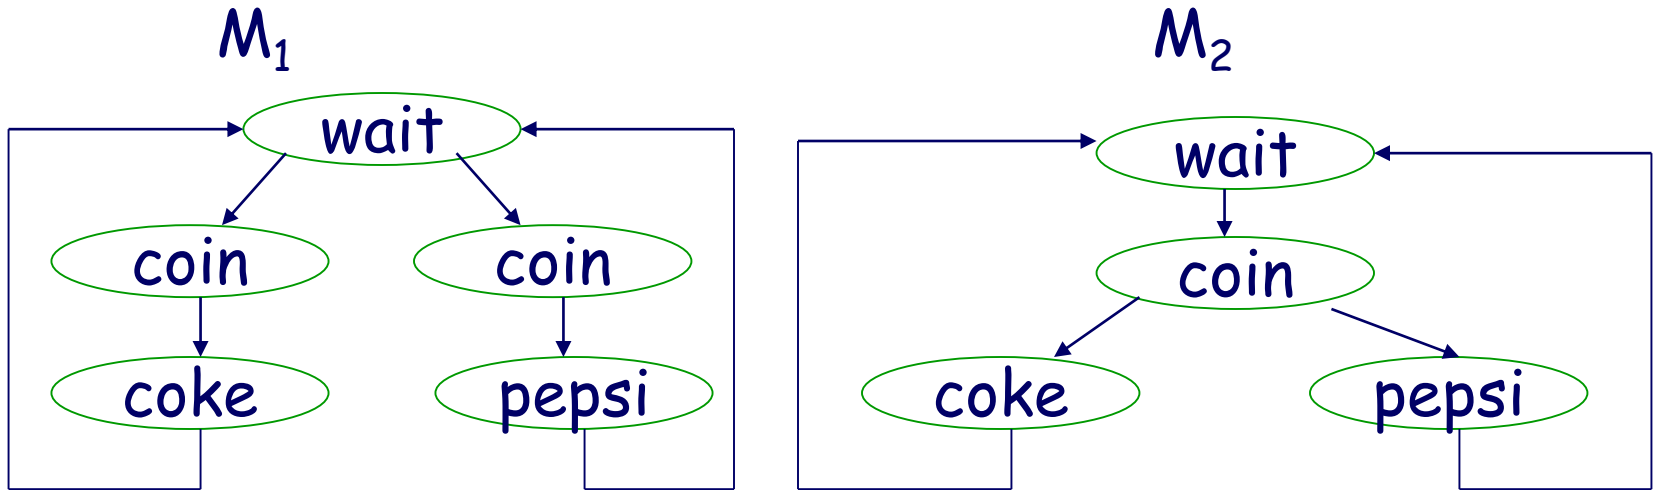 M₁
wait
coin coin
coke pepsi
M₂
wait
coin
coke pepsi